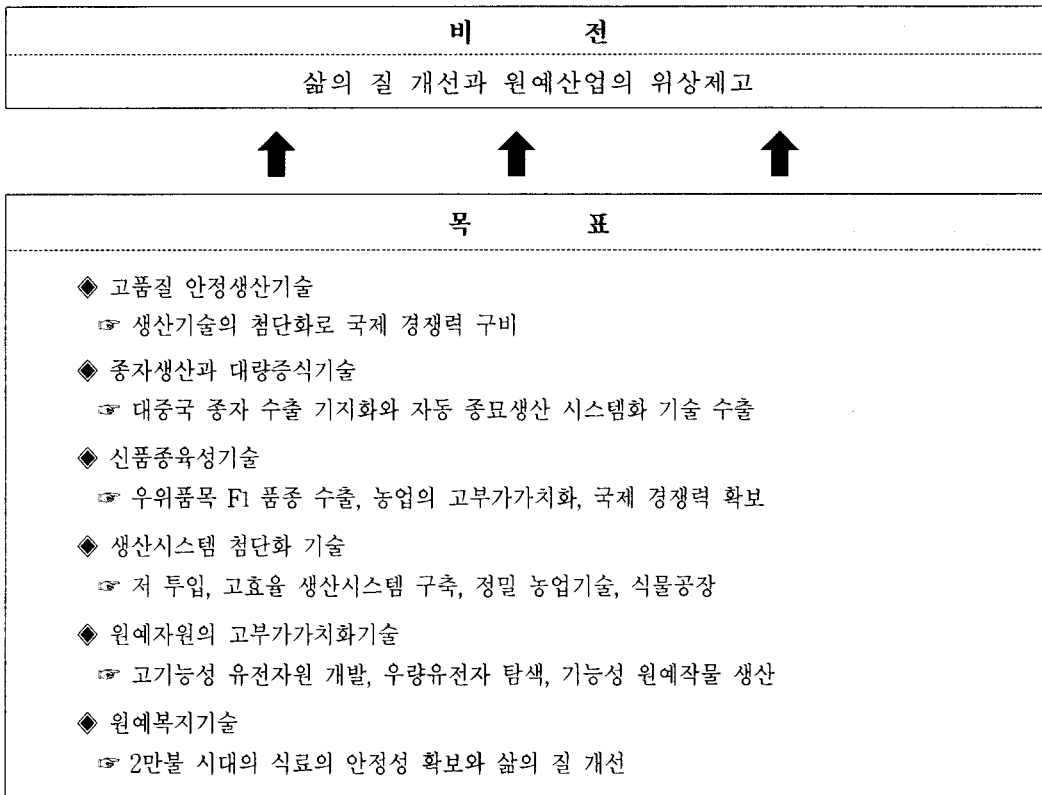 비 전
삶의 질 개선과 원예산업의 위상제고
목 표
◈ 고품질 안정생산기술
☞ 생산기술의 첨단화로 국제 경쟁력 구비
◈ 종자생산과 대량증식기술
☞ 대중국 종자 수출 기지화와 자동 종묘생산 시스템화 기술 수출
◈ 신품종육성기술
☞ 우위품목 F1 품종 수출, 농업의 고부가가치화, 국제 경쟁력 확보
◈ 생산시스템 첨단화 기술
☞ 저 투입, 고효율 생산시스템 구축, 정밀 농업기술, 식물공장
◈ 원예자원의 고부가가치화기술
☞ 고기능성 유전자원 개발, 우량유전자 탐색, 기능성 원예작물 생산
◈ 원예복지기술
☞ 2만불 시대의 식료의 안정성 확보와 삶의 질 개선